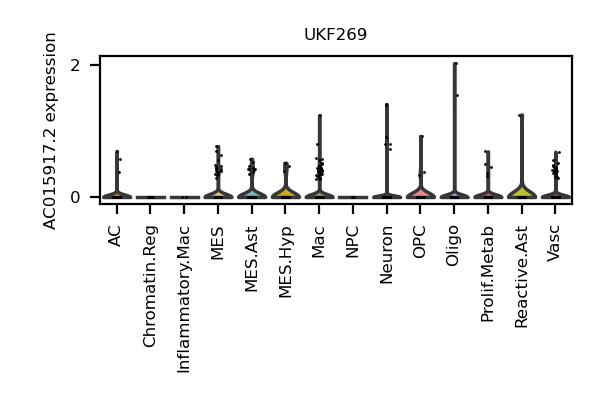 UKF269
AC015917.2 expression
2
0
AC
Chromatin.Reg
Inflammatory.Mac
MES
MES.Ast
MES.Hyp
Mac
NPC
Neuron
OPC
Oligo
Prolif.Metab
Reactive.Ast
Vasc